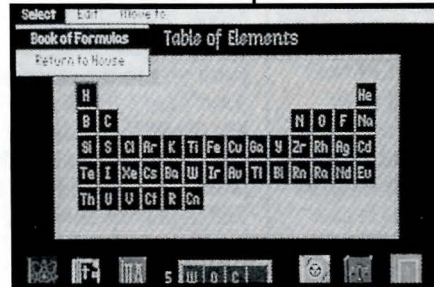 Select Edit Move to
Book of Formulas
Return to House
Table of Elements
H He
B C N O F Na
Si S Cl Ar K Ti Fe Cu Ga Y Zr Rh Ag Cd
Te I Xe Cs Ba W Ir Au Tl Bi Rn Ra Nd Eu
Th U V Cf R Cn
5 W O C I